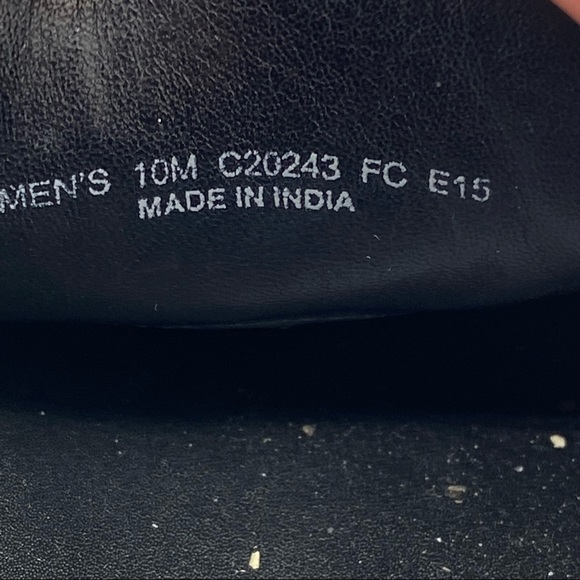 MEN'S 10M C20243 FC E15
MADE IN INDIA